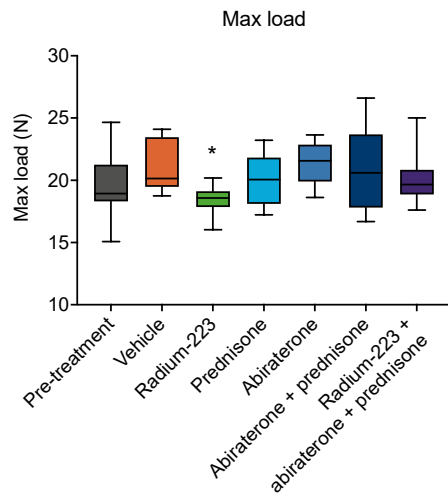 Max load
Max load (N)
30
25
20
15
10
*
Pre-treatment
Vehicle
Radium-223
Prednisone
Abiraterone
Abiraterone + prednisone
Radium-223 +
abiraterone + prednisone